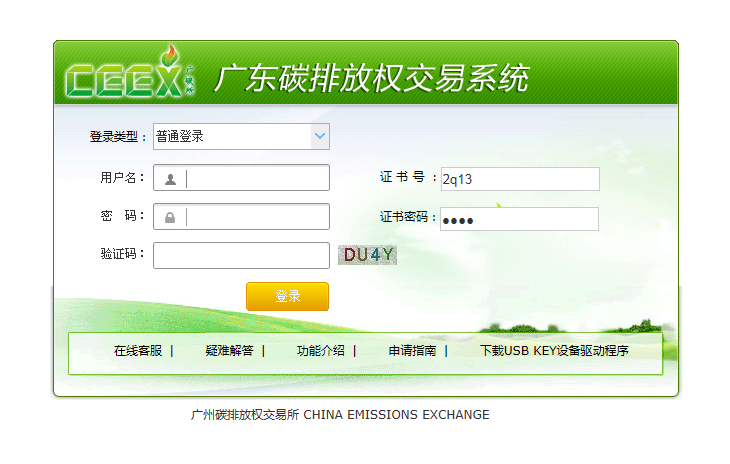 CEEX 广碳所 广东碳排放权交易系统
登录类型： 普通登录
用户名： 证 书 号 ： 2q13
密 码： 证书密码： ●●●●
验证码： DU4Y
登录
在线客服 | 疑难解答 | 功能介绍 | 申请指南 | 下载USB KEY设备驱动程序
广州碳排放权交易所 CHINA EMISSIONS EXCHANGE